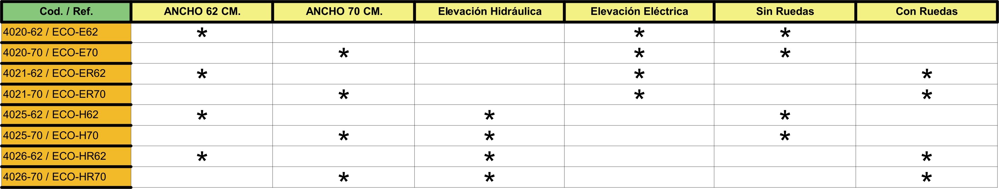 Cod. / Ref. ANCHO 62 CM. ANCHO 70 CM. Elevación Hidráulica Elevación Eléctrica Sin Ruedas Con Ruedas
4020-62 / ECO-E62 * * *
4020-70 / ECO-E70 * * *
4021-62 / ECO-ER62 * * *
4021-70 / ECO-ER70 * * *
4025-62 / ECO-H62 * * *
4025-70 / ECO-H70 * * *
4026-62 / ECO-HR62 * * *
4026-70 / ECO-HR70 * * *